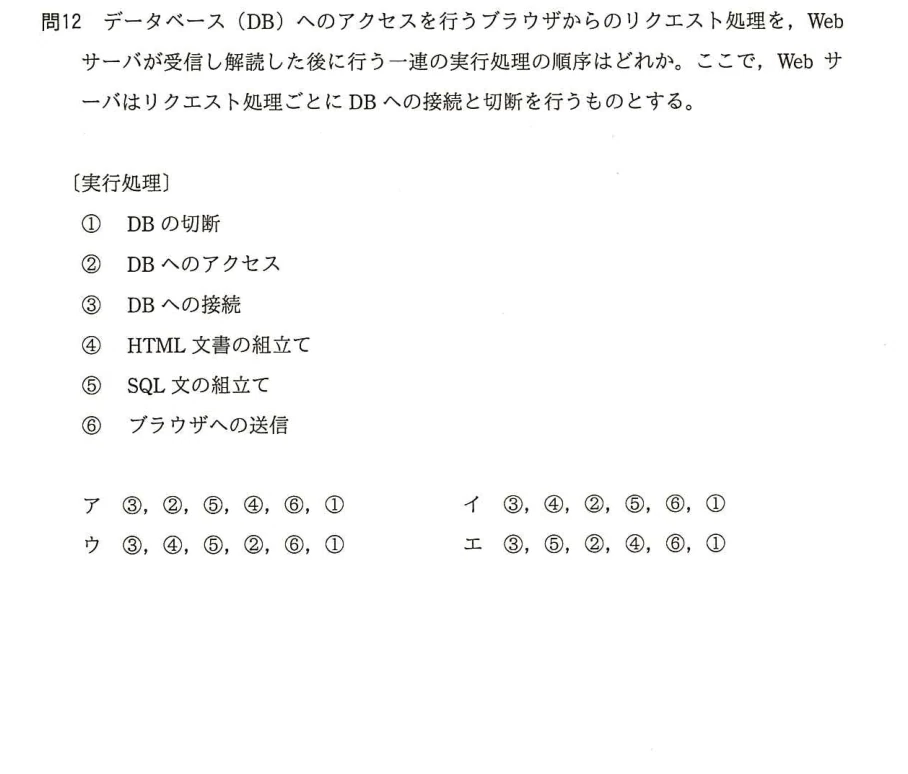 問12 データベース（DB）へのアクセスを行うブラウザからのリクエスト処理を，Web
サーバが受信し解読した後に行う一連の実行処理の順序はどれか。ここで，Web サ
ーバはリクエスト処理ごとに DB への接続と切断を行うものとする。
〔実行処理〕
① DB の切断
② DB へのアクセス
③ DB への接続
④ HTML 文書の組立て
⑤ SQL 文の組立て
⑥ ブラウザへの送信
ア ③，②，⑤，④，⑥，① イ ③，④，②，⑤，⑥，①
ウ ③，④，⑤，②，⑥，① エ ③，⑤，②，④，⑥，①